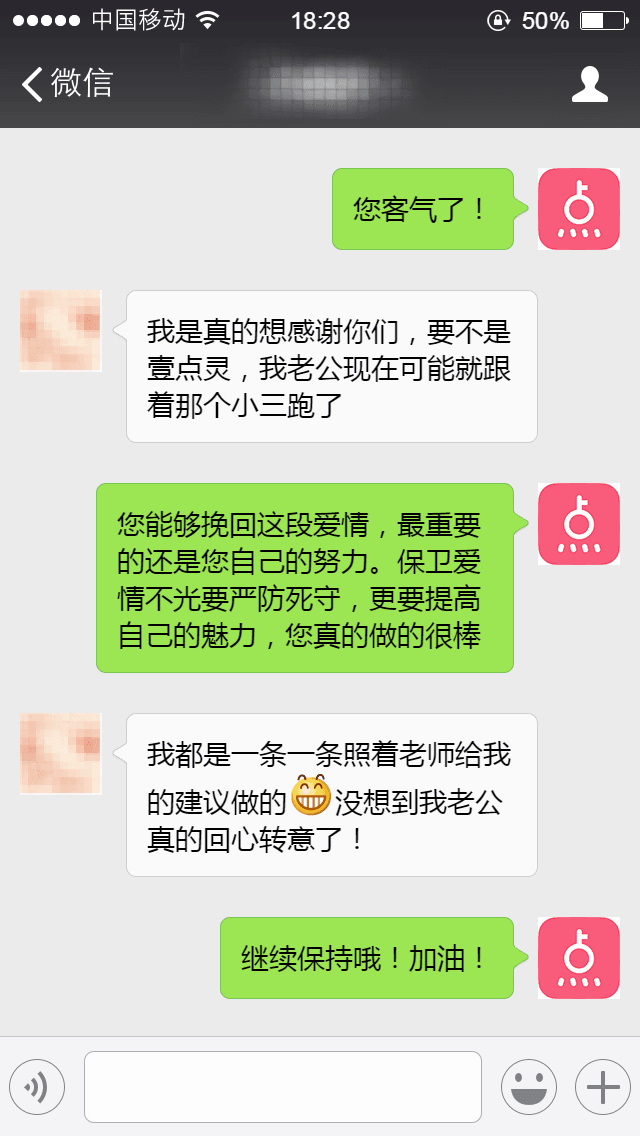 中国移动 18:28 50%
微信
您客气了！
我是真的想感谢你们，要不是
壹点灵，我老公现在可能就跟
着那个小三跑了
您能够挽回这段爱情，最重要
的还是您自己的努力。保卫爱
情不光要严防死守，更要提高
自己的魅力，您真的做的很棒
我都是一条一条照着老师给我
的建议做的😁没想到我老公
真的回心转意了！
继续保持哦！加油！